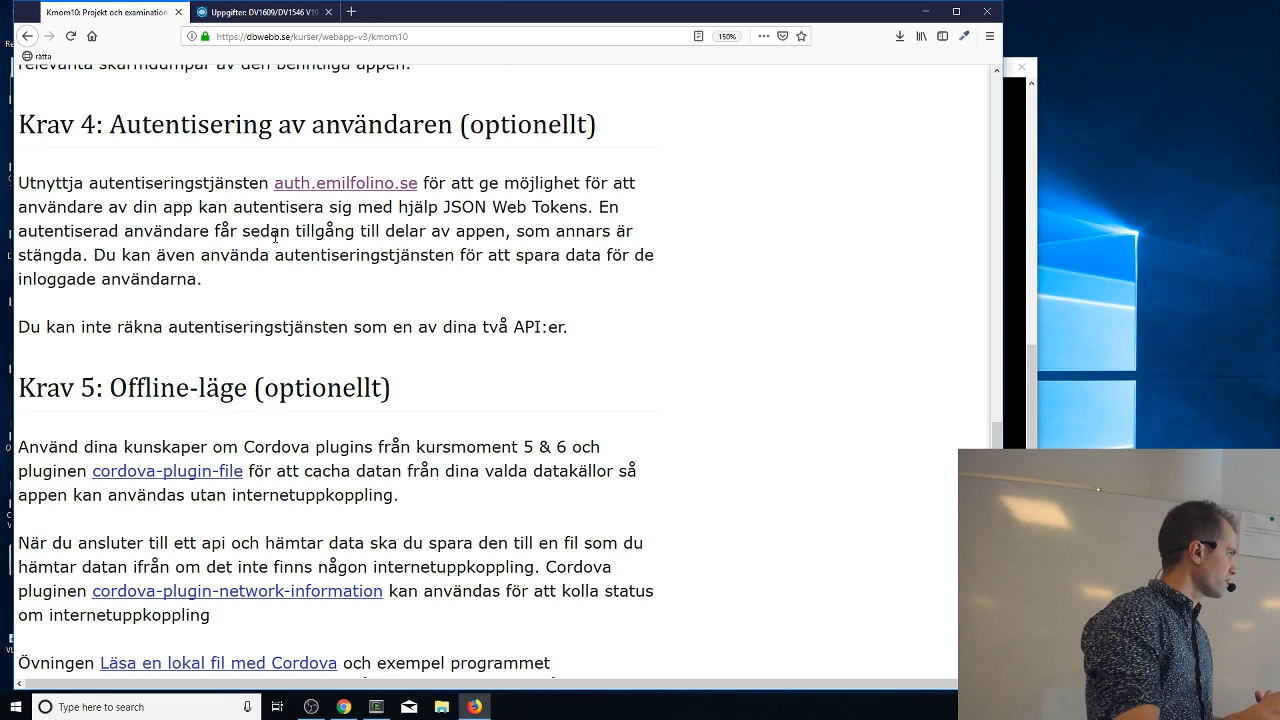 Kmom10: Projekt och examination
Uppgifter: DV1609/DV1546 V19
https://dbwebb.se/kurser/webapp-v3/kmom10
150%
rätta
relevanta skärmdumpar av den befintliga appen.
Krav 4: Autentisering av användaren (optionellt)
Utnyttja autentiseringstjänsten auth.emilfolino.se för att ge möjlighet för att
användare av din app kan autentisera sig med hjälp JSON Web Tokens. En
autentiserad användare får sedan tillgång till delar av appen, som annars är
stängda. Du kan även använda autentiseringstjänsten för att spara data för de
inloggade användarna.
Du kan inte räkna autentiseringstjänsten som en av dina två API:er.
Krav 5: Offline-läge (optionellt)
Använd dina kunskaper om Cordova plugins från kursmoment 5 & 6 och
pluginen cordova-plugin-file för att cacha datan från dina valda datakällor så
appen kan användas utan internetuppkoppling.
När du ansluter till ett api och hämtar data ska du spara den till en fil som du
hämtar datan ifrån om det inte finns någon internetuppkoppling. Cordova
pluginen cordova-plugin-network-information kan användas för att kolla status
om internetuppkoppling
Övningen Läsa en lokal fil med Cordova och exempel programmet
Type here to search